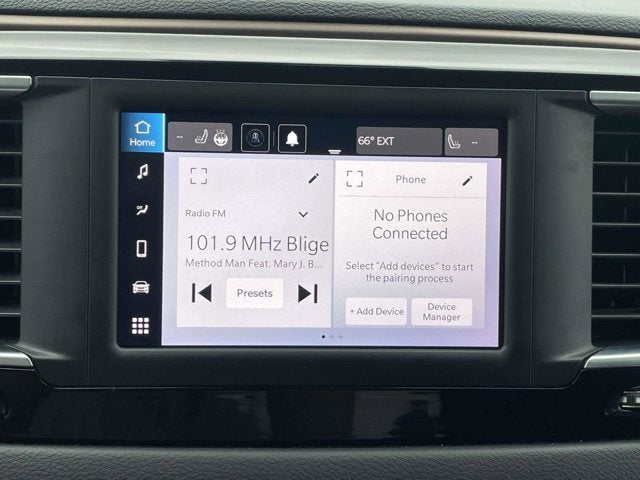 Home
--
66° EXT
--
Radio FM
101.9 MHz Blige
Method Man Feat. Mary J. B...
Presets
Phone
No Phones
Connected
Select "Add devices" to start
the pairing process
+ Add Device
Device
Manager